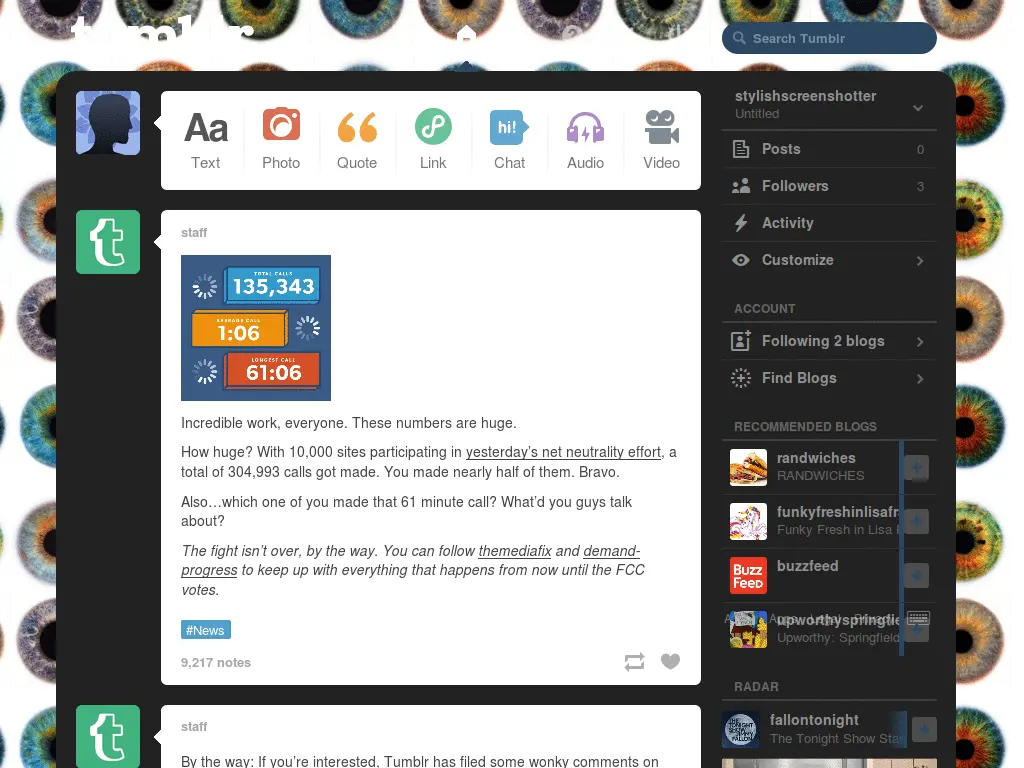 tumblr
Search Tumblr
Aa
hi!
Text
Photo
Quote
Link
Chat
Audio
Video
stylishscreenshotter
Untitled
Posts 0
Followers 3
Activity
Customize
ACCOUNT
Following 2 blogs
Find Blogs
RECOMMENDED BLOGS
randwiches
RANDWICHES
funkyfreshinlisafr
Funky Fresh in Lisa
BuzzFeed
buzzfeed
upworthyspringfie
Upworthy: Springfield
RADAR
THE TONIGHT SHOW JIMMY FALLON
fallontonight
The Tonight Show Sta
staff
TOTAL CALLS
135,343
AVERAGE CALL
1:06
LONGEST CALL
61:06
Incredible work, everyone. These numbers are huge.
How huge? With 10,000 sites participating in yesterday’s net neutrality effort, a
total of 304,993 calls got made. You made nearly half of them. Bravo.
Also…which one of you made that 61 minute call? What’d you guys talk
about?
The fight isn’t over, by the way. You can follow themediafix and demand-
progress to keep up with everything that happens from now until the FCC
votes.
#News
9,217 notes
staff
By the way: If you’re interested, Tumblr has filed some wonky comments on